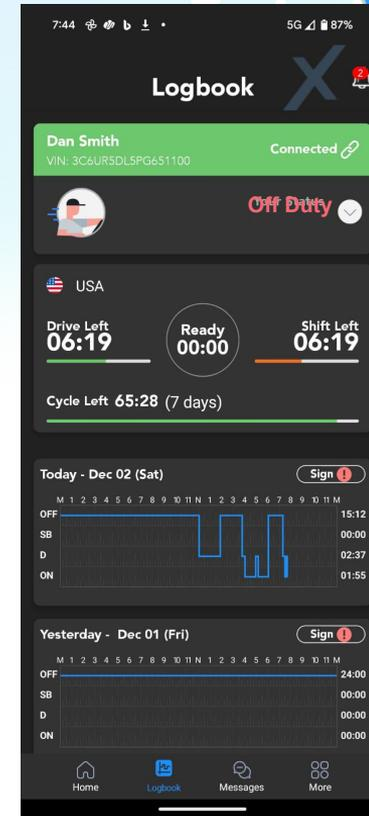 7:44 5G 87%
Logbook
2
Dan Smith
Connected
VIN: 3C6UR5DL5PG651100
Your Status
Off Duty
USA
Drive Left
06:19
Ready
00:00
Shift Left
06:19
Cycle Left 65:28 (7 days)
Today - Dec 02 (Sat)
Sign !
M 1 2 3 4 5 6 7 8 9 10 11 N 1 2 3 4 5 6 7 8 9 10 11 M
OFF 15:12
SB 00:00
D 02:37
ON 01:55
Yesterday - Dec 01 (Fri)
Sign !
M 1 2 3 4 5 6 7 8 9 10 11 N 1 2 3 4 5 6 7 8 9 10 11 M
OFF 24:00
SB 00:00
D 00:00
ON 00:00
Home Logbook Messages More